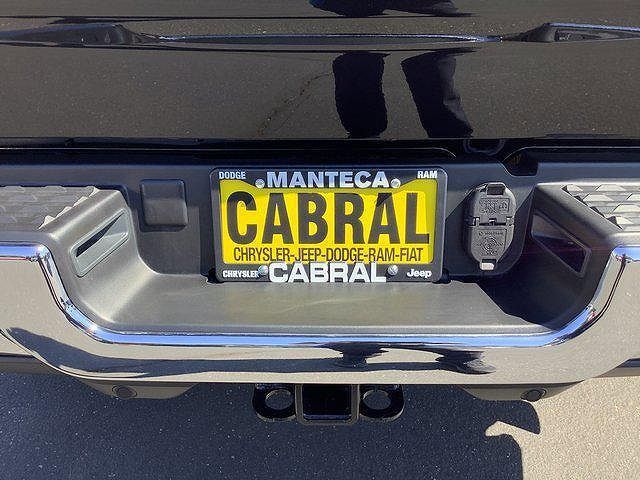 DODGE MANTECA RAM
CABRAL
CHRYSLER-JEEP-DODGE-RAM-FIAT
CHRYSLER CABRAL Jeep